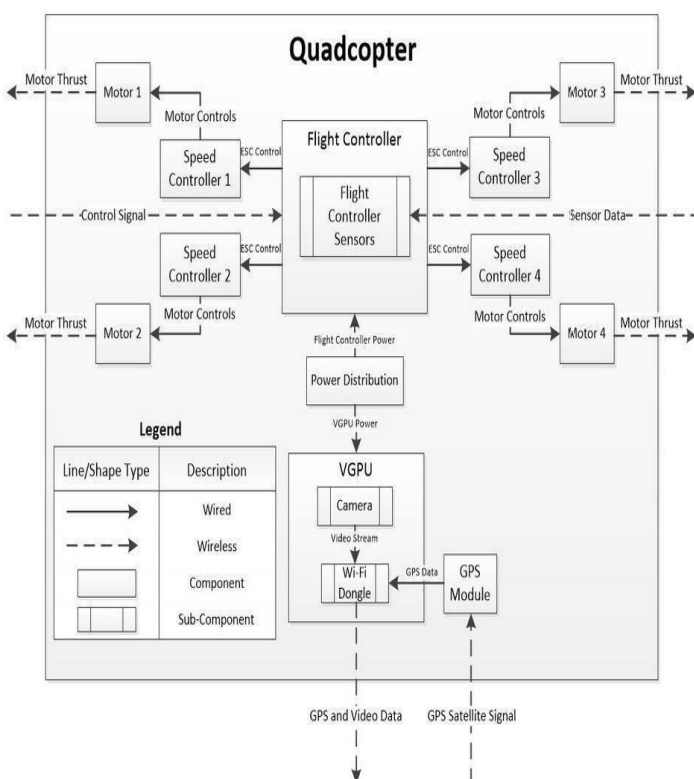 Quadcopter
Motor Thrust
Motor 1
Motor 3
Motor Thrust
Motor Controls
Motor Controls
Flight Controller
Speed
Controller 1
ESC Control
ESC Control
Speed
Controller 3
Flight
Controller
Sensors
Control Signal
Sensor Data
Speed
Controller 2
ESC Control
ESC Control
Speed
Controller 4
Motor Controls
Motor Controls
Motor Thrust
Motor 2
Motor 4
Motor Thrust
Flight Controller Power
Power Distribution
VGPU Power
Legend
Line/Shape Type
Description
Wired
Wireless
Component
Sub-Component
VGPU
Camera
Video Stream
Wi-Fi
Dongle
GPS Data
GPS
Module
GPS and Video Data
GPS Satellite Signal